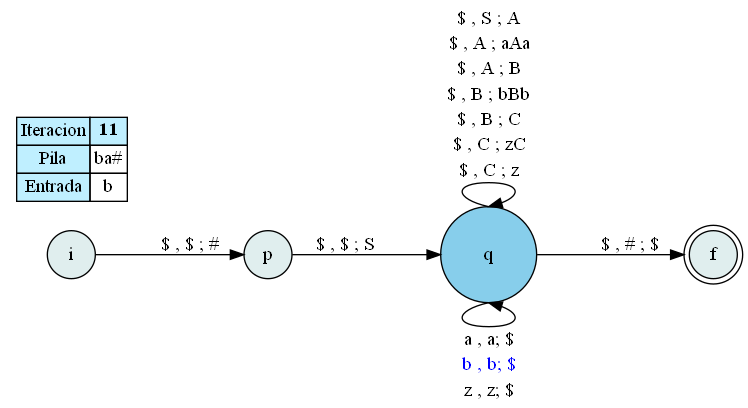 $ , S ; A
$ , A ; aAa
$ , A ; B
$ , B ; bBb
$ , B ; C
$ , C ; zC
$ , C ; z
Iteracion 11
Pila ba#
Entrada b
i $ , $ ; # p $ , $ ; S q $ , # ; $ f
a , a; $
b , b; $
z , z; $